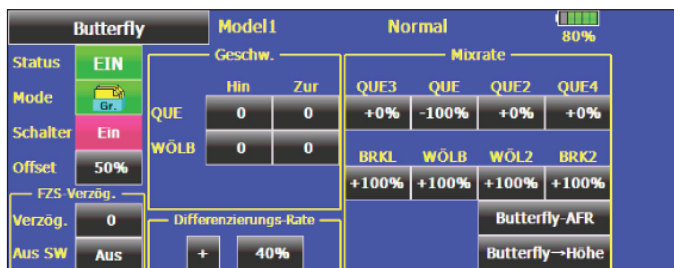 Butterfly Model1 Normal 80%
Status EIN
Mode Gr.
Schalter Ein
Offset 50%
FZS-Verzög.
Verzög. 0
Aus SW Aus
Geschw.
Hin Zur
QUE 0 0
WÖLB 0 0
Differenzierungs-Rate
+ 40%
Mixrate
QUE3 QUE QUE2 QUE4
+0% -100% +0% +0%
BRKL WÖLB WÖL2 BRK2
+100% +100% +100% +100%
Butterfly-AFR
Butterfly→Höhe